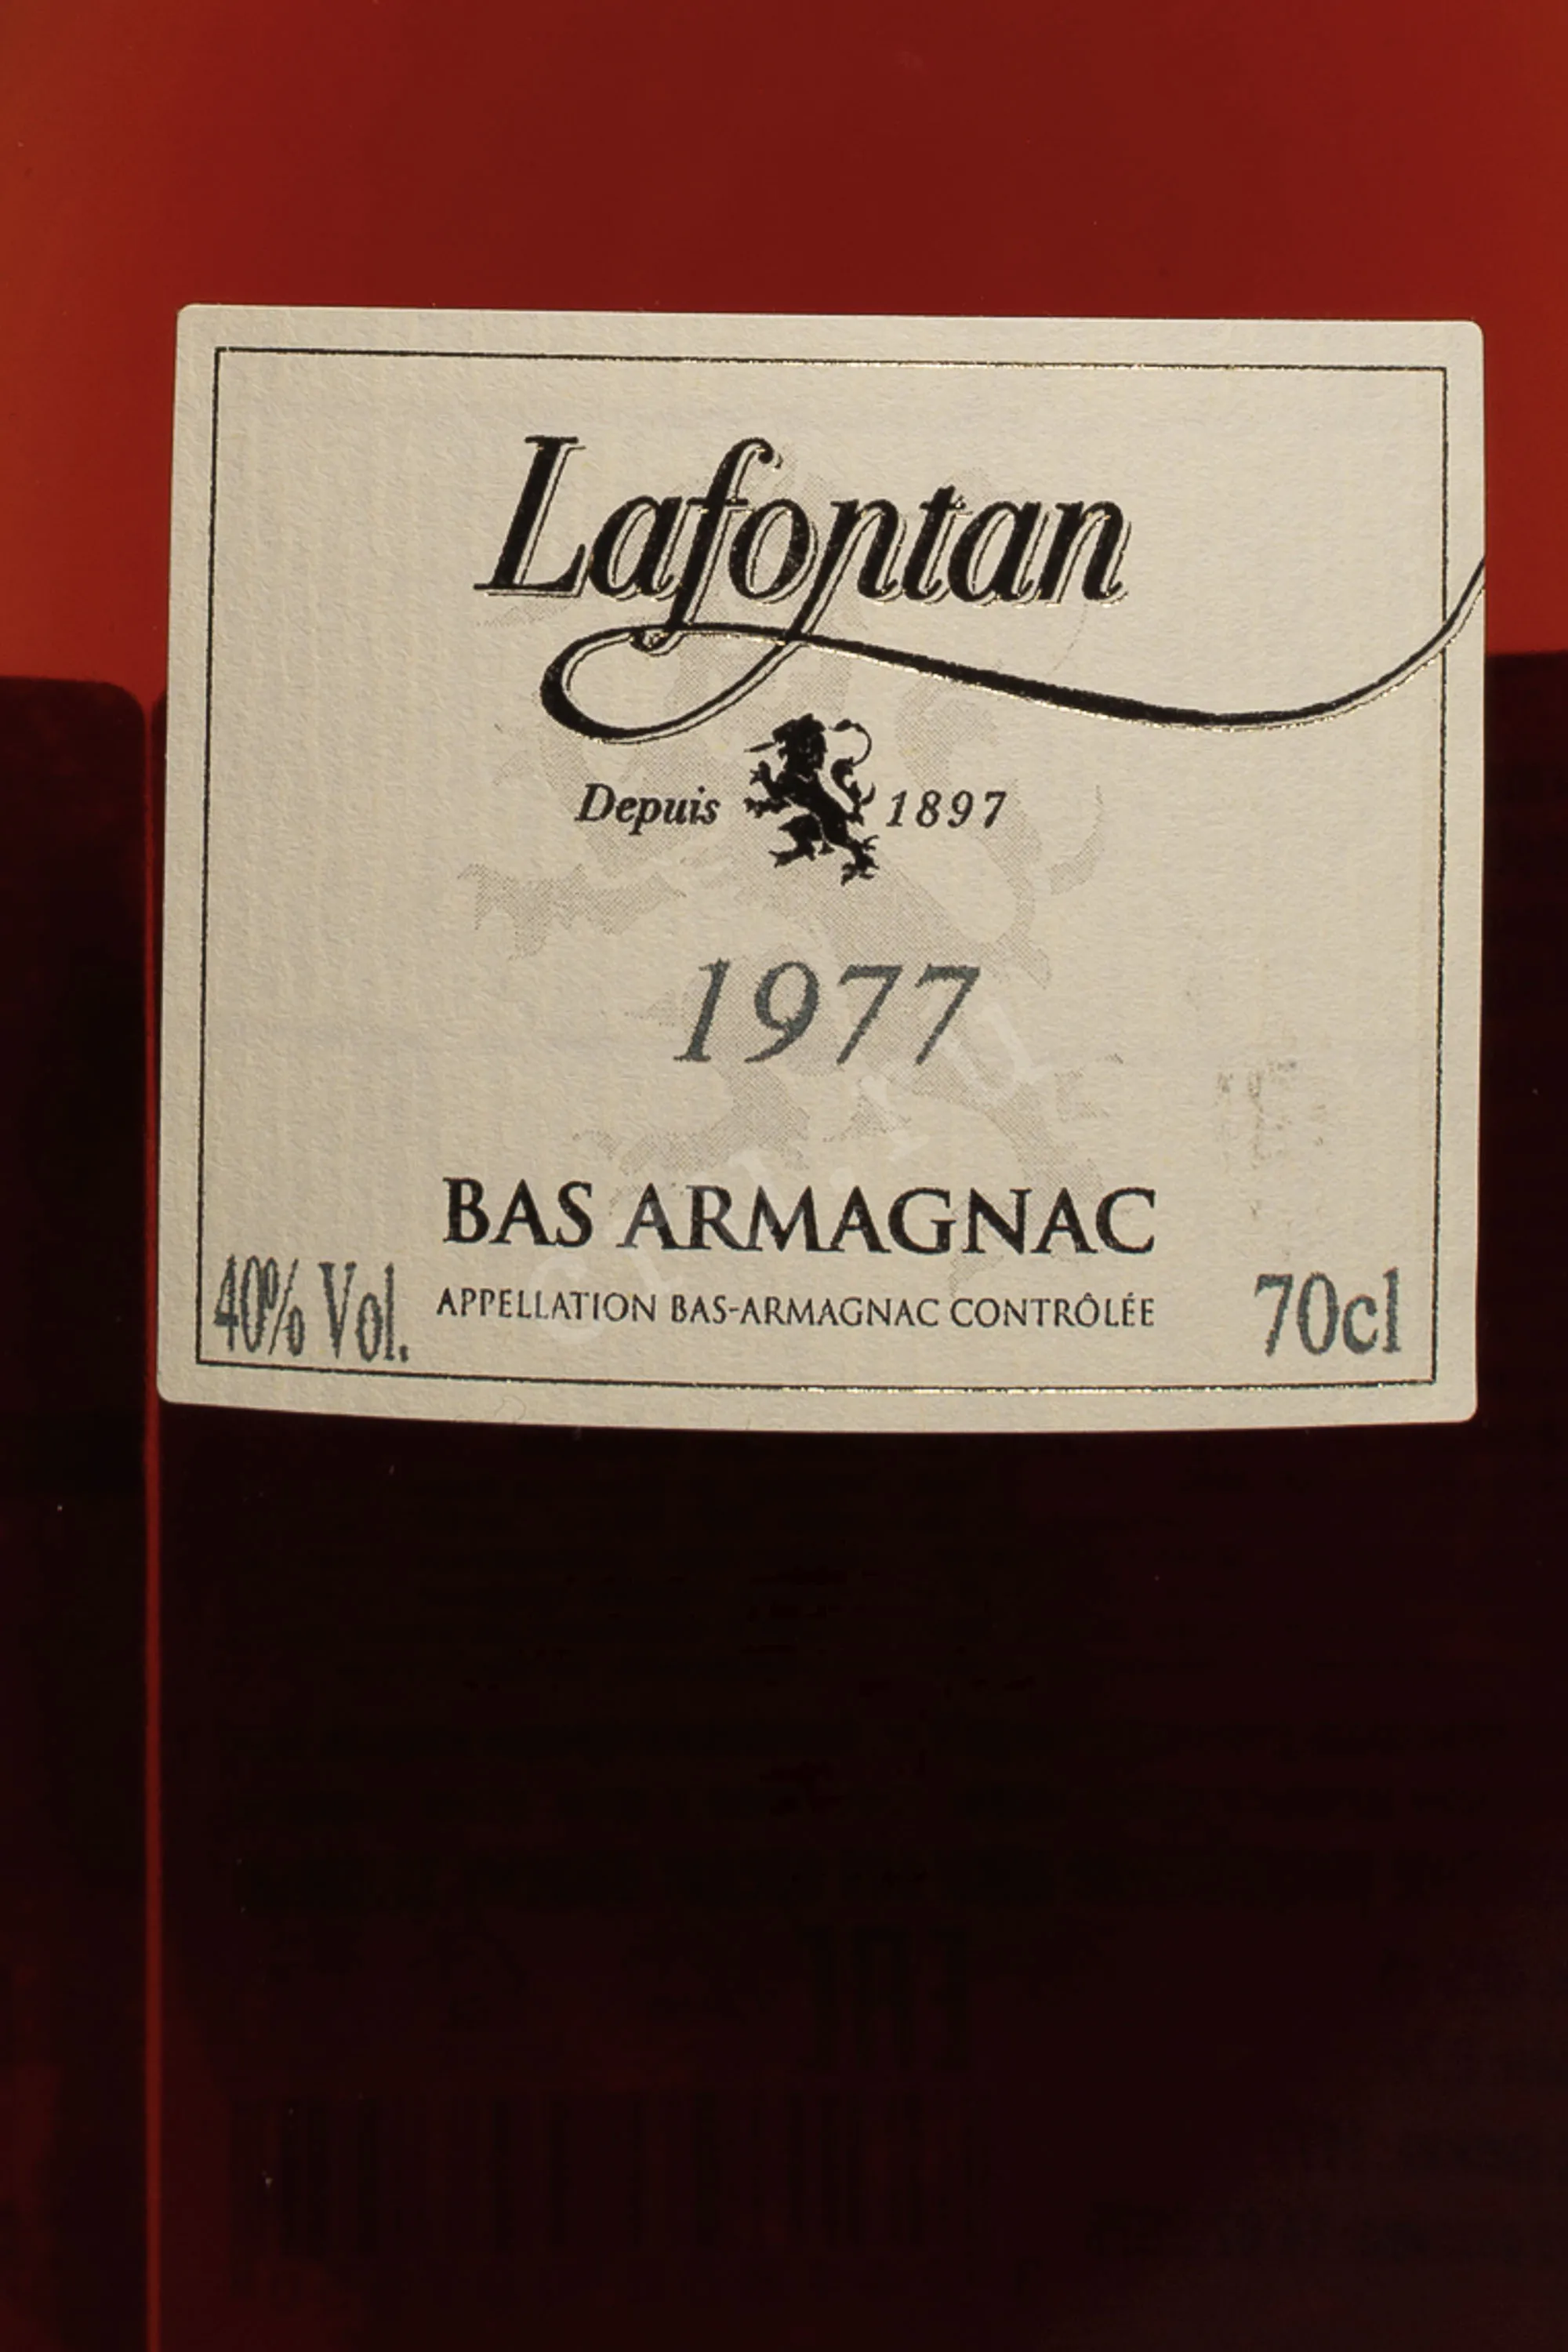 Lafontan
Depuis 1897
1977
BAS ARMAGNAC
40% Vol.
APPELLATION BAS-ARMAGNAC CONTRÔLÉE
70cl